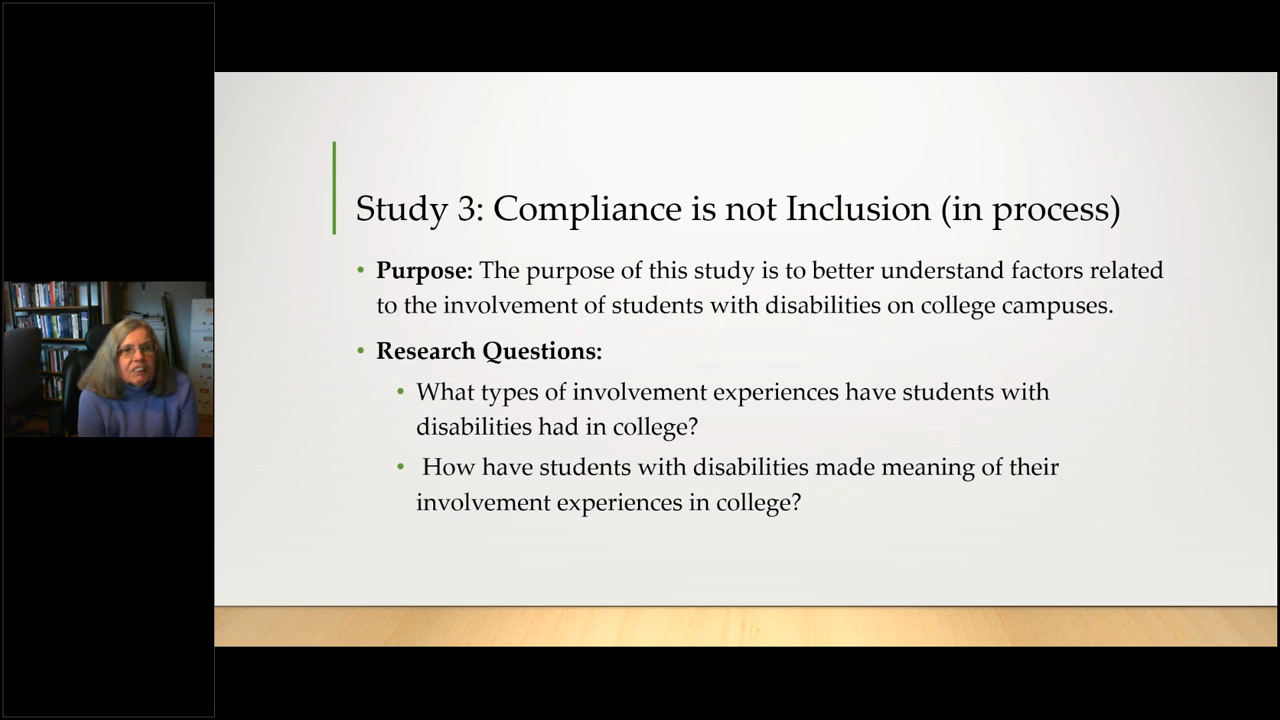 Study 3: Compliance is not Inclusion (in process)
• Purpose: The purpose of this study is to better understand factors related
to the involvement of students with disabilities on college campuses.
• Research Questions:
• What types of involvement experiences have students with
disabilities had in college?
• How have students with disabilities made meaning of their
involvement experiences in college?